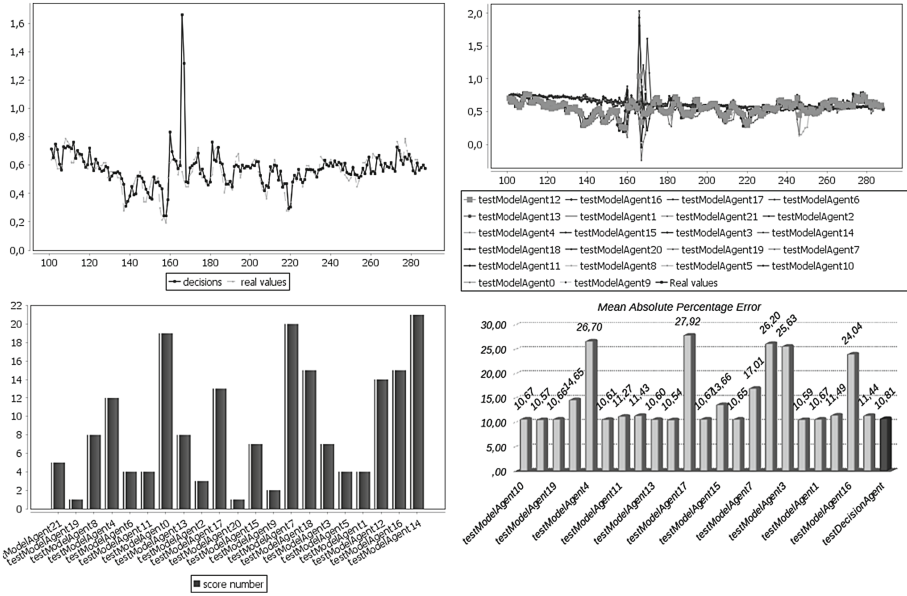 1,6
1,4
1,2
1,0
0,8
0,6
0,4
0,2
0,0
100 120 140 160 180 200 220 240 260 280
decisions real values
2,0
1,5
1,0
0,5
0,0
100 120 140 160 180 200 220 240 260 280
testModelAgent12 testModelAgent16 testModelAgent17 testModelAgent6
testModelAgent13 testModelAgent1 testModelAgent21 testModelAgent2
testModelAgent4 testModelAgent15 testModelAgent3 testModelAgent14
testModelAgent18 testModelAgent20 testModelAgent19 testModelAgent7
testModelAgent11 testModelAgent8 testModelAgent5 testModelAgent10
testModelAgent0 testModelAgent9 Real values
22
20
18
16
14
12
10
8
6
4
2
0
:ModelAgent21
testModelAgent19
testModelAgent8
testModelAgent4
testModelAgent6
testModelAgent11
testModelAgent0
testModelAgent13
testModelAgent2
testModelAgent17
testModelAgent20
testModelAgent15
testModelAgent9
testModelAgent7
testModelAgent18
testModelAgent3
testModelAgent5
testModelAgent1
testModelAgent12
testModelAgent16
testModelAgent14
score number
Mean Absolute Percentage Error
30,00
25,00
20,00
15,00
10,00
5,00
,00
10,67
10,57
10,66
14,65
26,70
10,61
11,27
11,43
10,60
10,54
27,92
10,67
13,66
10,65
17,01
26,20
25,63
10,59
10,67
11,49
24,04
11,44
10,81
testModelAgent10
testModelAgent19
testModelAgent4
testModelAgent11
testModelAgent13
testModelAgent17
testModelAgent15
testModelAgent7
testModelAgent3
testModelAgent1
testModelAgent16
testDecisionAgent